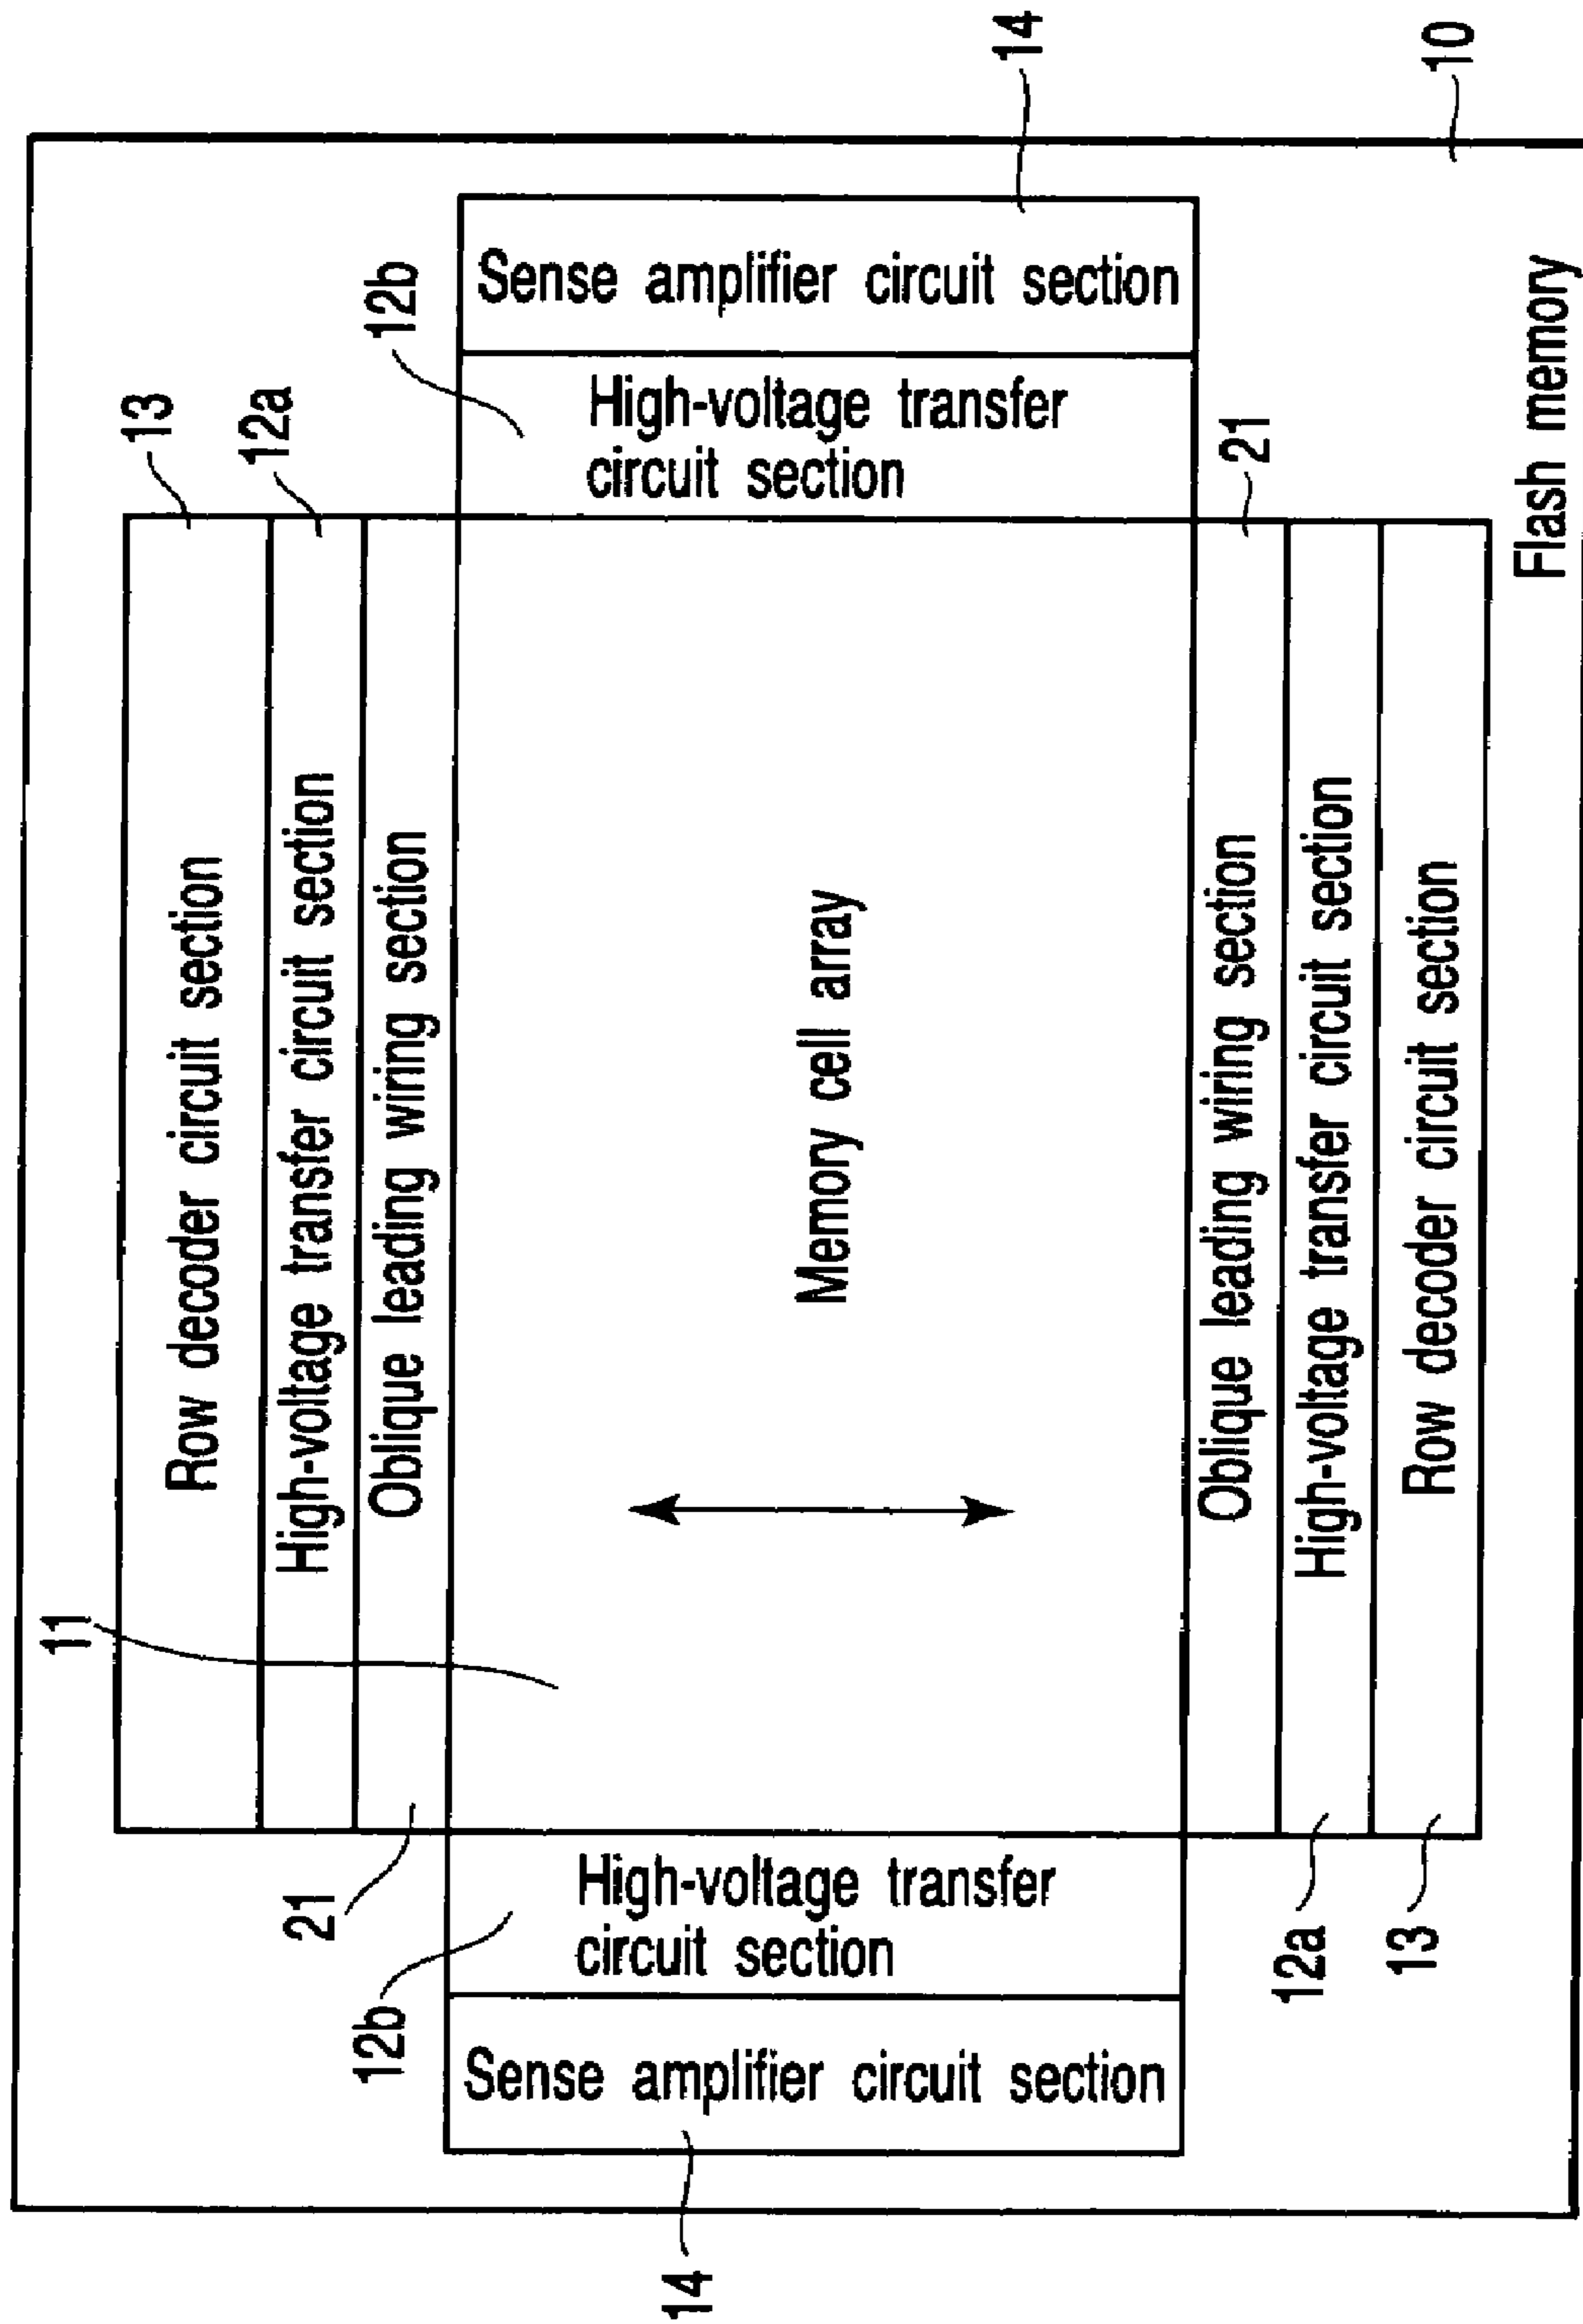 11
13
Row decoder circuit section
12a
High-voltage transfer circuit section
21
12b
Oblique leading wiring section
12b
14
Sense amplifier circuit section
High-voltage transfer
circuit section
Memory cell array
High-voltage transfer
circuit section
Sense amplifier circuit section
14
Oblique leading wiring section
21
12a
High-voltage transfer circuit section
13
Row decoder circuit section
10
Flash memory